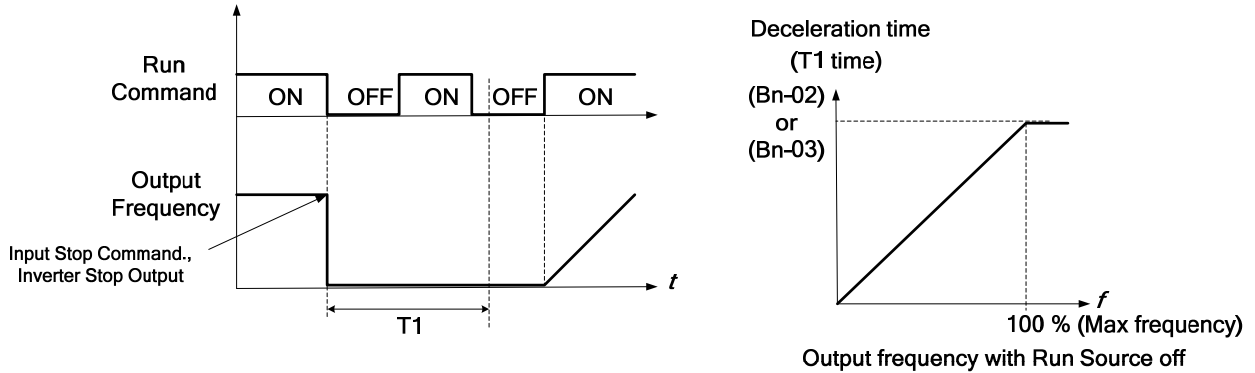 Run
Command
ON
OFF
ON
OFF
ON
Output
Frequency
Input Stop Command.,
Inverter Stop Output
t
T1
Deceleration time
(T1 time)
(Bn-02)
or
(Bn-03)
f
100 % (Max frequency)
Output frequency with Run Source off